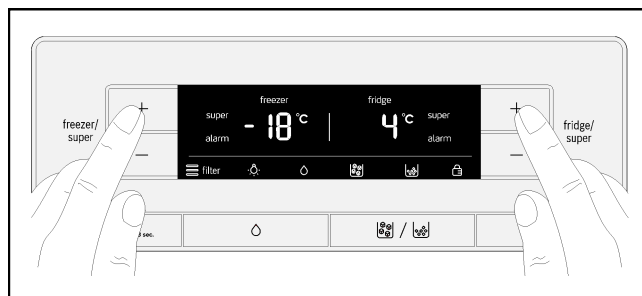 freezer fridge
super - 18 °C 4 °C super
alarm alarm
freezer/
super
+
−
+
−
fridge/
super
filter
sec.
/